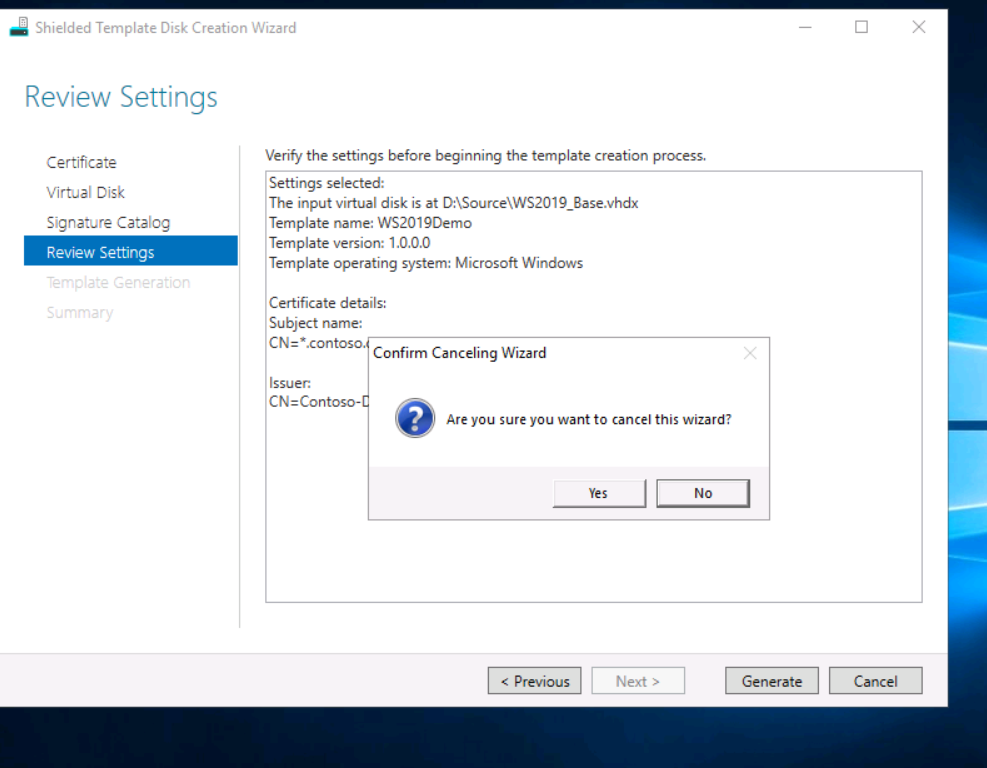 Shielded Template Disk Creation Wizard
Review Settings
Certificate
Virtual Disk
Signature Catalog
Review Settings
Template Generation
Summary
Verify the settings before beginning the template creation process.
Settings selected:
The input virtual disk is at D:\Source\WS2019_Base.vhdx
Template name: WS2019Demo
Template version: 1.0.0.0
Template operating system: Microsoft Windows
Certificate details:
Subject name:
CN=*.contoso.
Issuer:
CN=Contoso-D
Confirm Canceling Wizard
Are you sure you want to cancel this wizard?
Yes
No
< Previous
Next >
Generate
Cancel